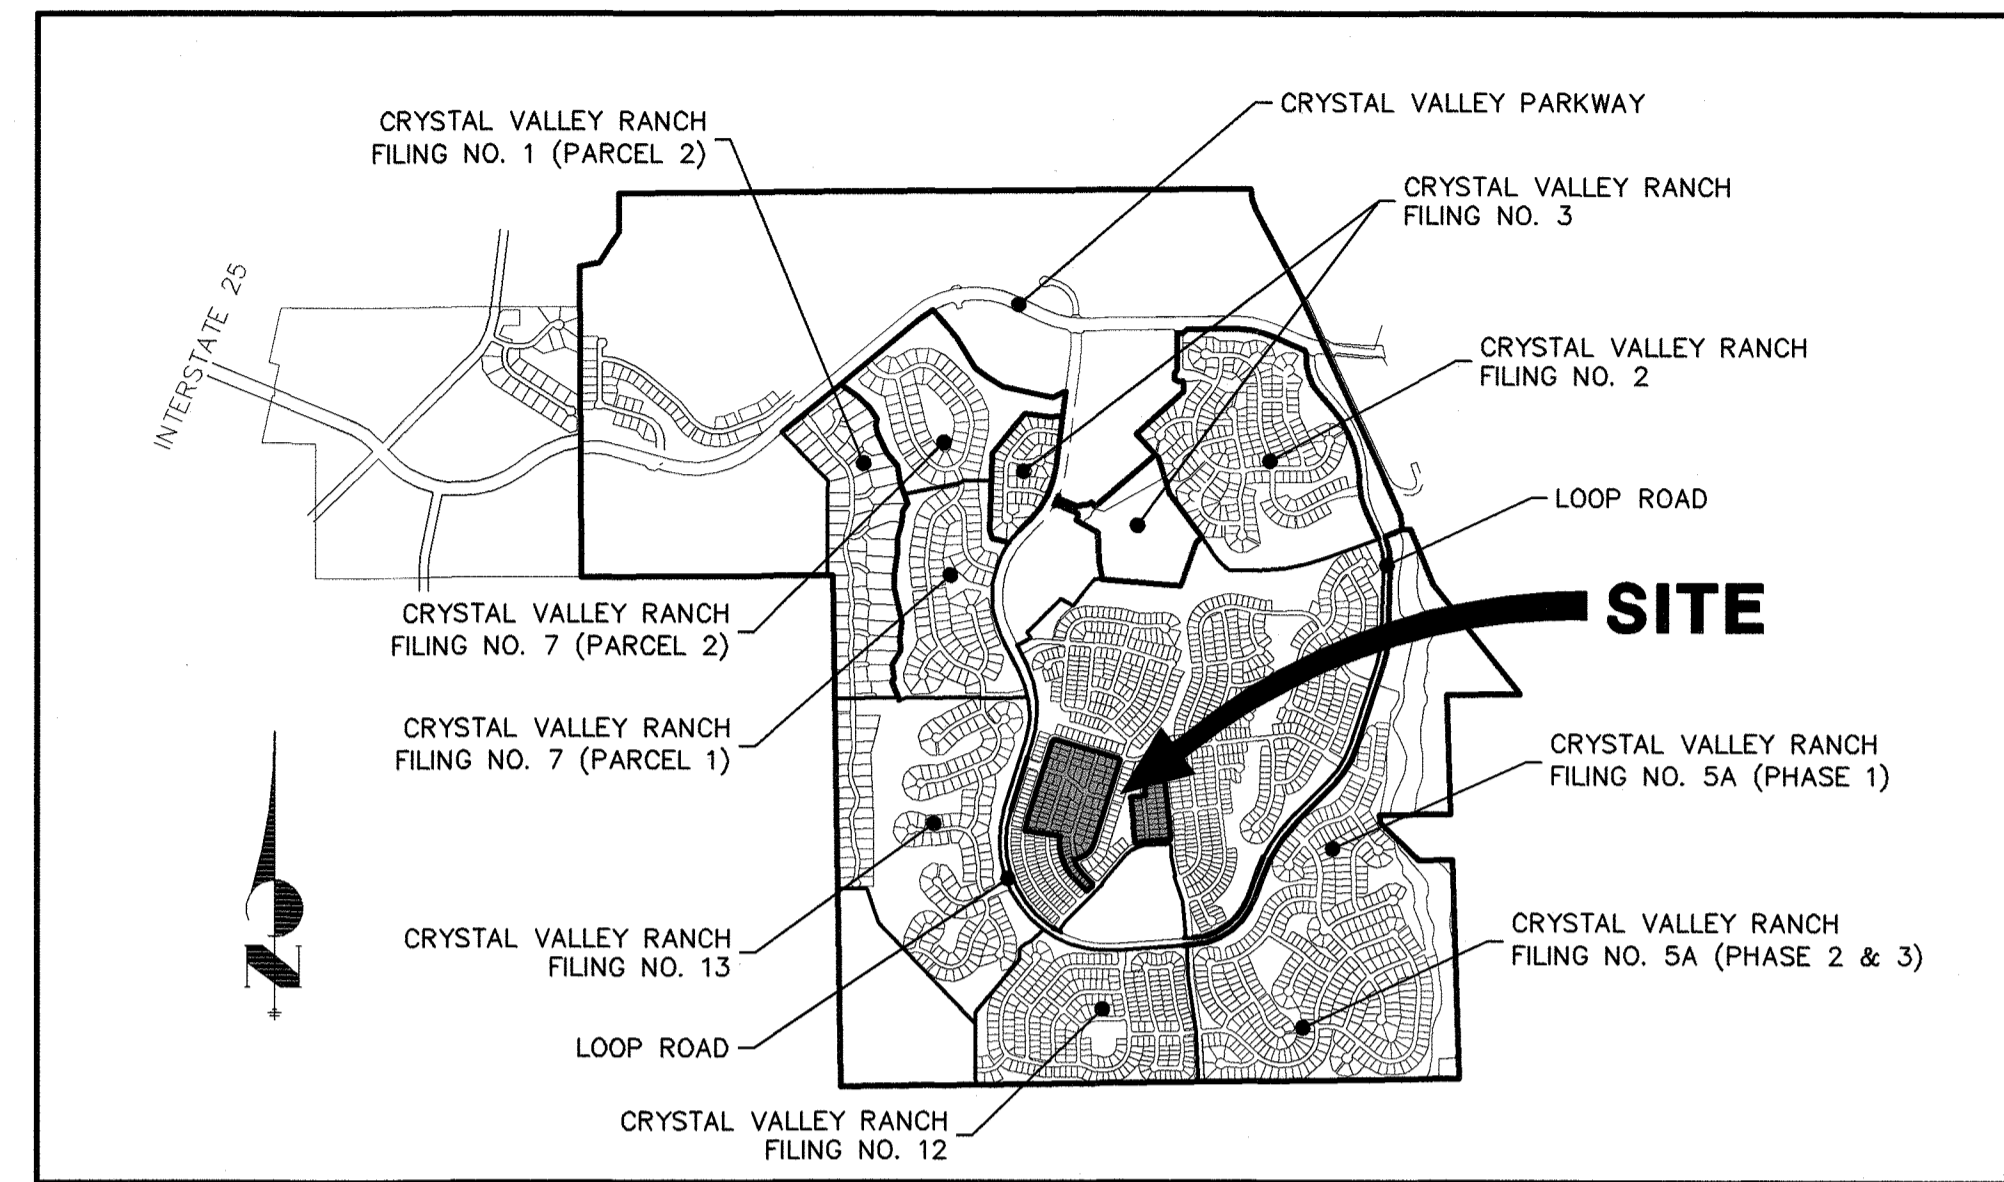 CRYSTAL VALLEY PARKWAY
CRYSTAL VALLEY RANCH
FILING NO. 1 (PARCEL 2)
CRYSTAL VALLEY RANCH
FILING NO. 3
INTERSTATE 25
CRYSTAL VALLEY RANCH
FILING NO. 2
LOOP ROAD
SITE
CRYSTAL VALLEY RANCH
FILING NO. 7 (PARCEL 2)
CRYSTAL VALLEY RANCH
FILING NO. 7 (PARCEL 1)
CRYSTAL VALLEY RANCH
FILING NO. 5A (PHASE 1)
N
CRYSTAL VALLEY RANCH
FILING NO. 13
CRYSTAL VALLEY RANCH
FILING NO. 5A (PHASE 2 & 3)
LOOP ROAD
CRYSTAL VALLEY RANCH
FILING NO. 12